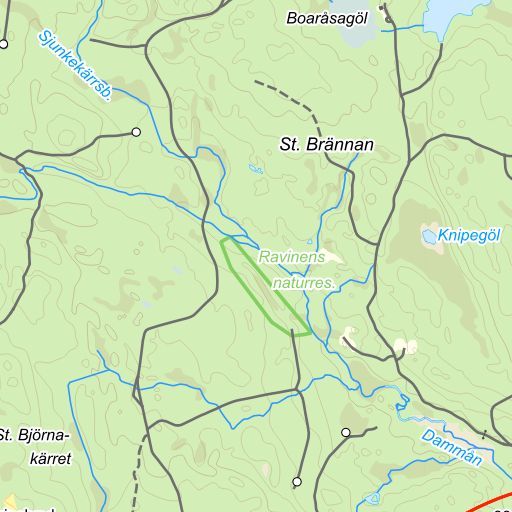 Boaråsagöl
Sjunkekärrsb.
St. Brännan
Knipegöl
Ravinens
naturres.
St. Björna-
kärret
Dammån